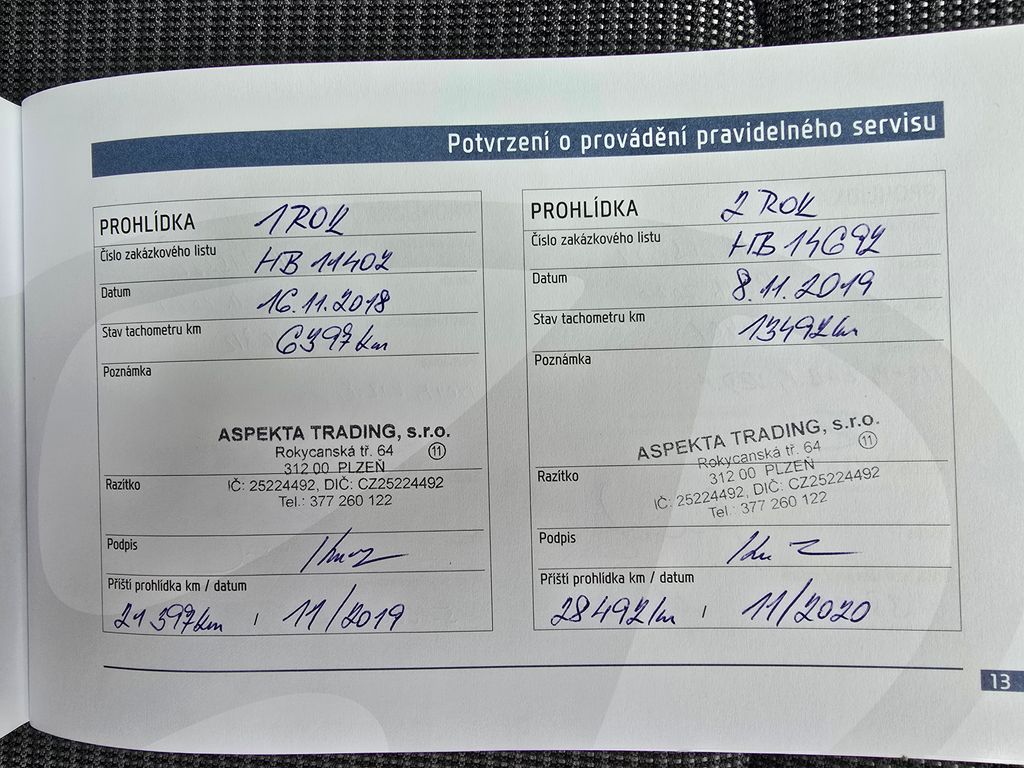 Potvrzení o provádění pravidelného servisu
PROHLÍDKA 1 ROK
Číslo zakázkového listu HB 11402
Datum 16.11.2018
Stav tachometru km 6397 km
Poznámka
ASPEKTA TRADING, s.r.o.
Rokycanská tř. 64 11
312 00 PLZEŇ
Razítko IČ: 25224492, DIČ: CZ25224492
Tel.: 377 260 122
Podpis
Příští prohlídka km / datum
21 397 km / 11/2019
PROHLÍDKA 2 ROK
Číslo zakázkového listu HB 14692
Datum 8.11.2019
Stav tachometru km 13492 km
Poznámka
ASPEKTA TRADING, s.r.o.
Rokycanská tř. 64 11
312 00 PLZEŇ
Razítko IČ: 25224492, DIČ: CZ25224492
Tel.: 377 260 122
Podpis
Příští prohlídka km / datum
28 492 km / 11/2020
13